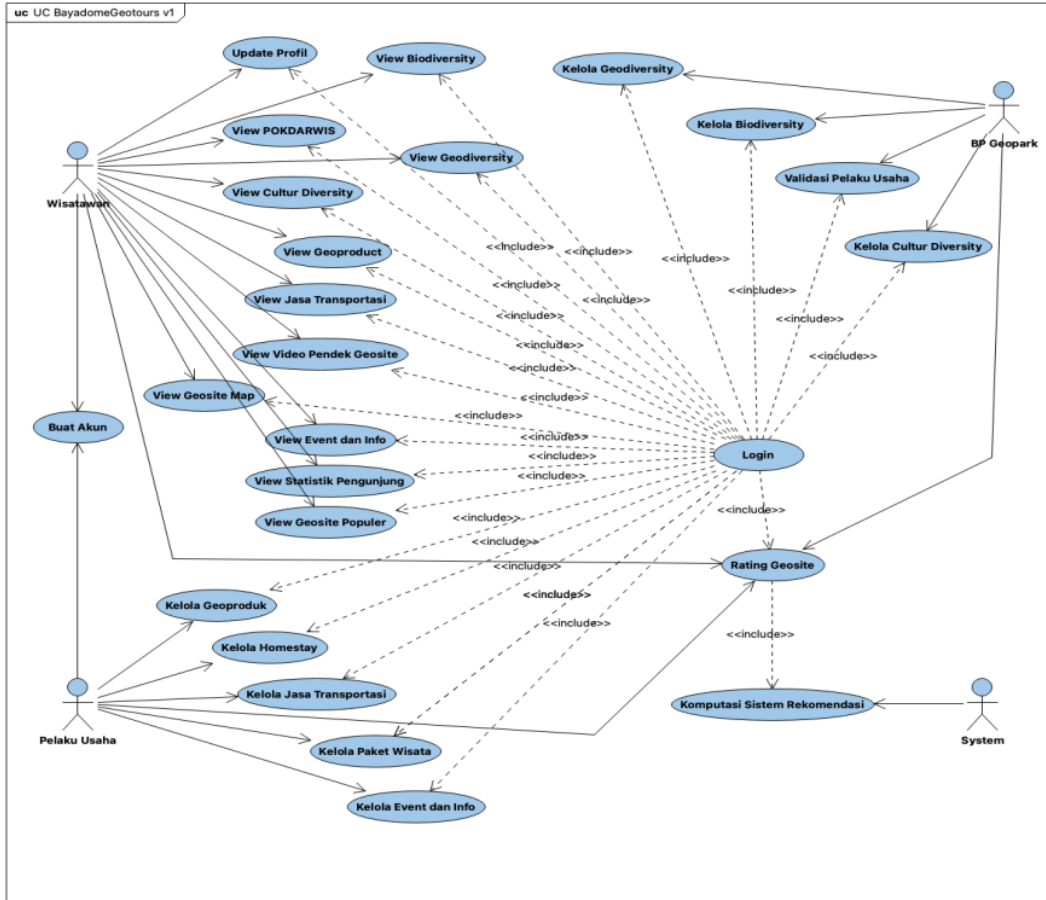 uc UC BayadomeGeotours v1
Update Profil
View Biodiversity
Kelola Geodiversity
Kelola Biodiversity
BP Geopark
View POKDARWIS
View Geodiversity
Validasi Pelaku Usaha
Wisatawan
View Cultur Diversity
Kelola Cultur Diversity
View Geoproduct
<<include>>
<<include>>
<<include>>
<<include>>
<<include>>
View Jasa Transportasi
<<include>>
<<include>>
<<include>>
View Video Pendek Geosite
<<include>>
<<include>>
<<include>>
View Geosite Map
<<include>>
Buat Akun
View Event dan Info
<<include>>
Login
<<include>>
View Statistik Pengunjung
View Geosite Populer
<<include>>
<<include>>
<<include>>
<<include>>
Rating Geosite
<<include>>
Kelola Geoproduk
<<include>>
<<include>>
<<include>>
Kelola Homestay
Kelola Jasa Transportasi
Komputasi Sistem Rekomendasi
Pelaku Usaha
System
Kelola Paket Wisata
Kelola Event dan Info